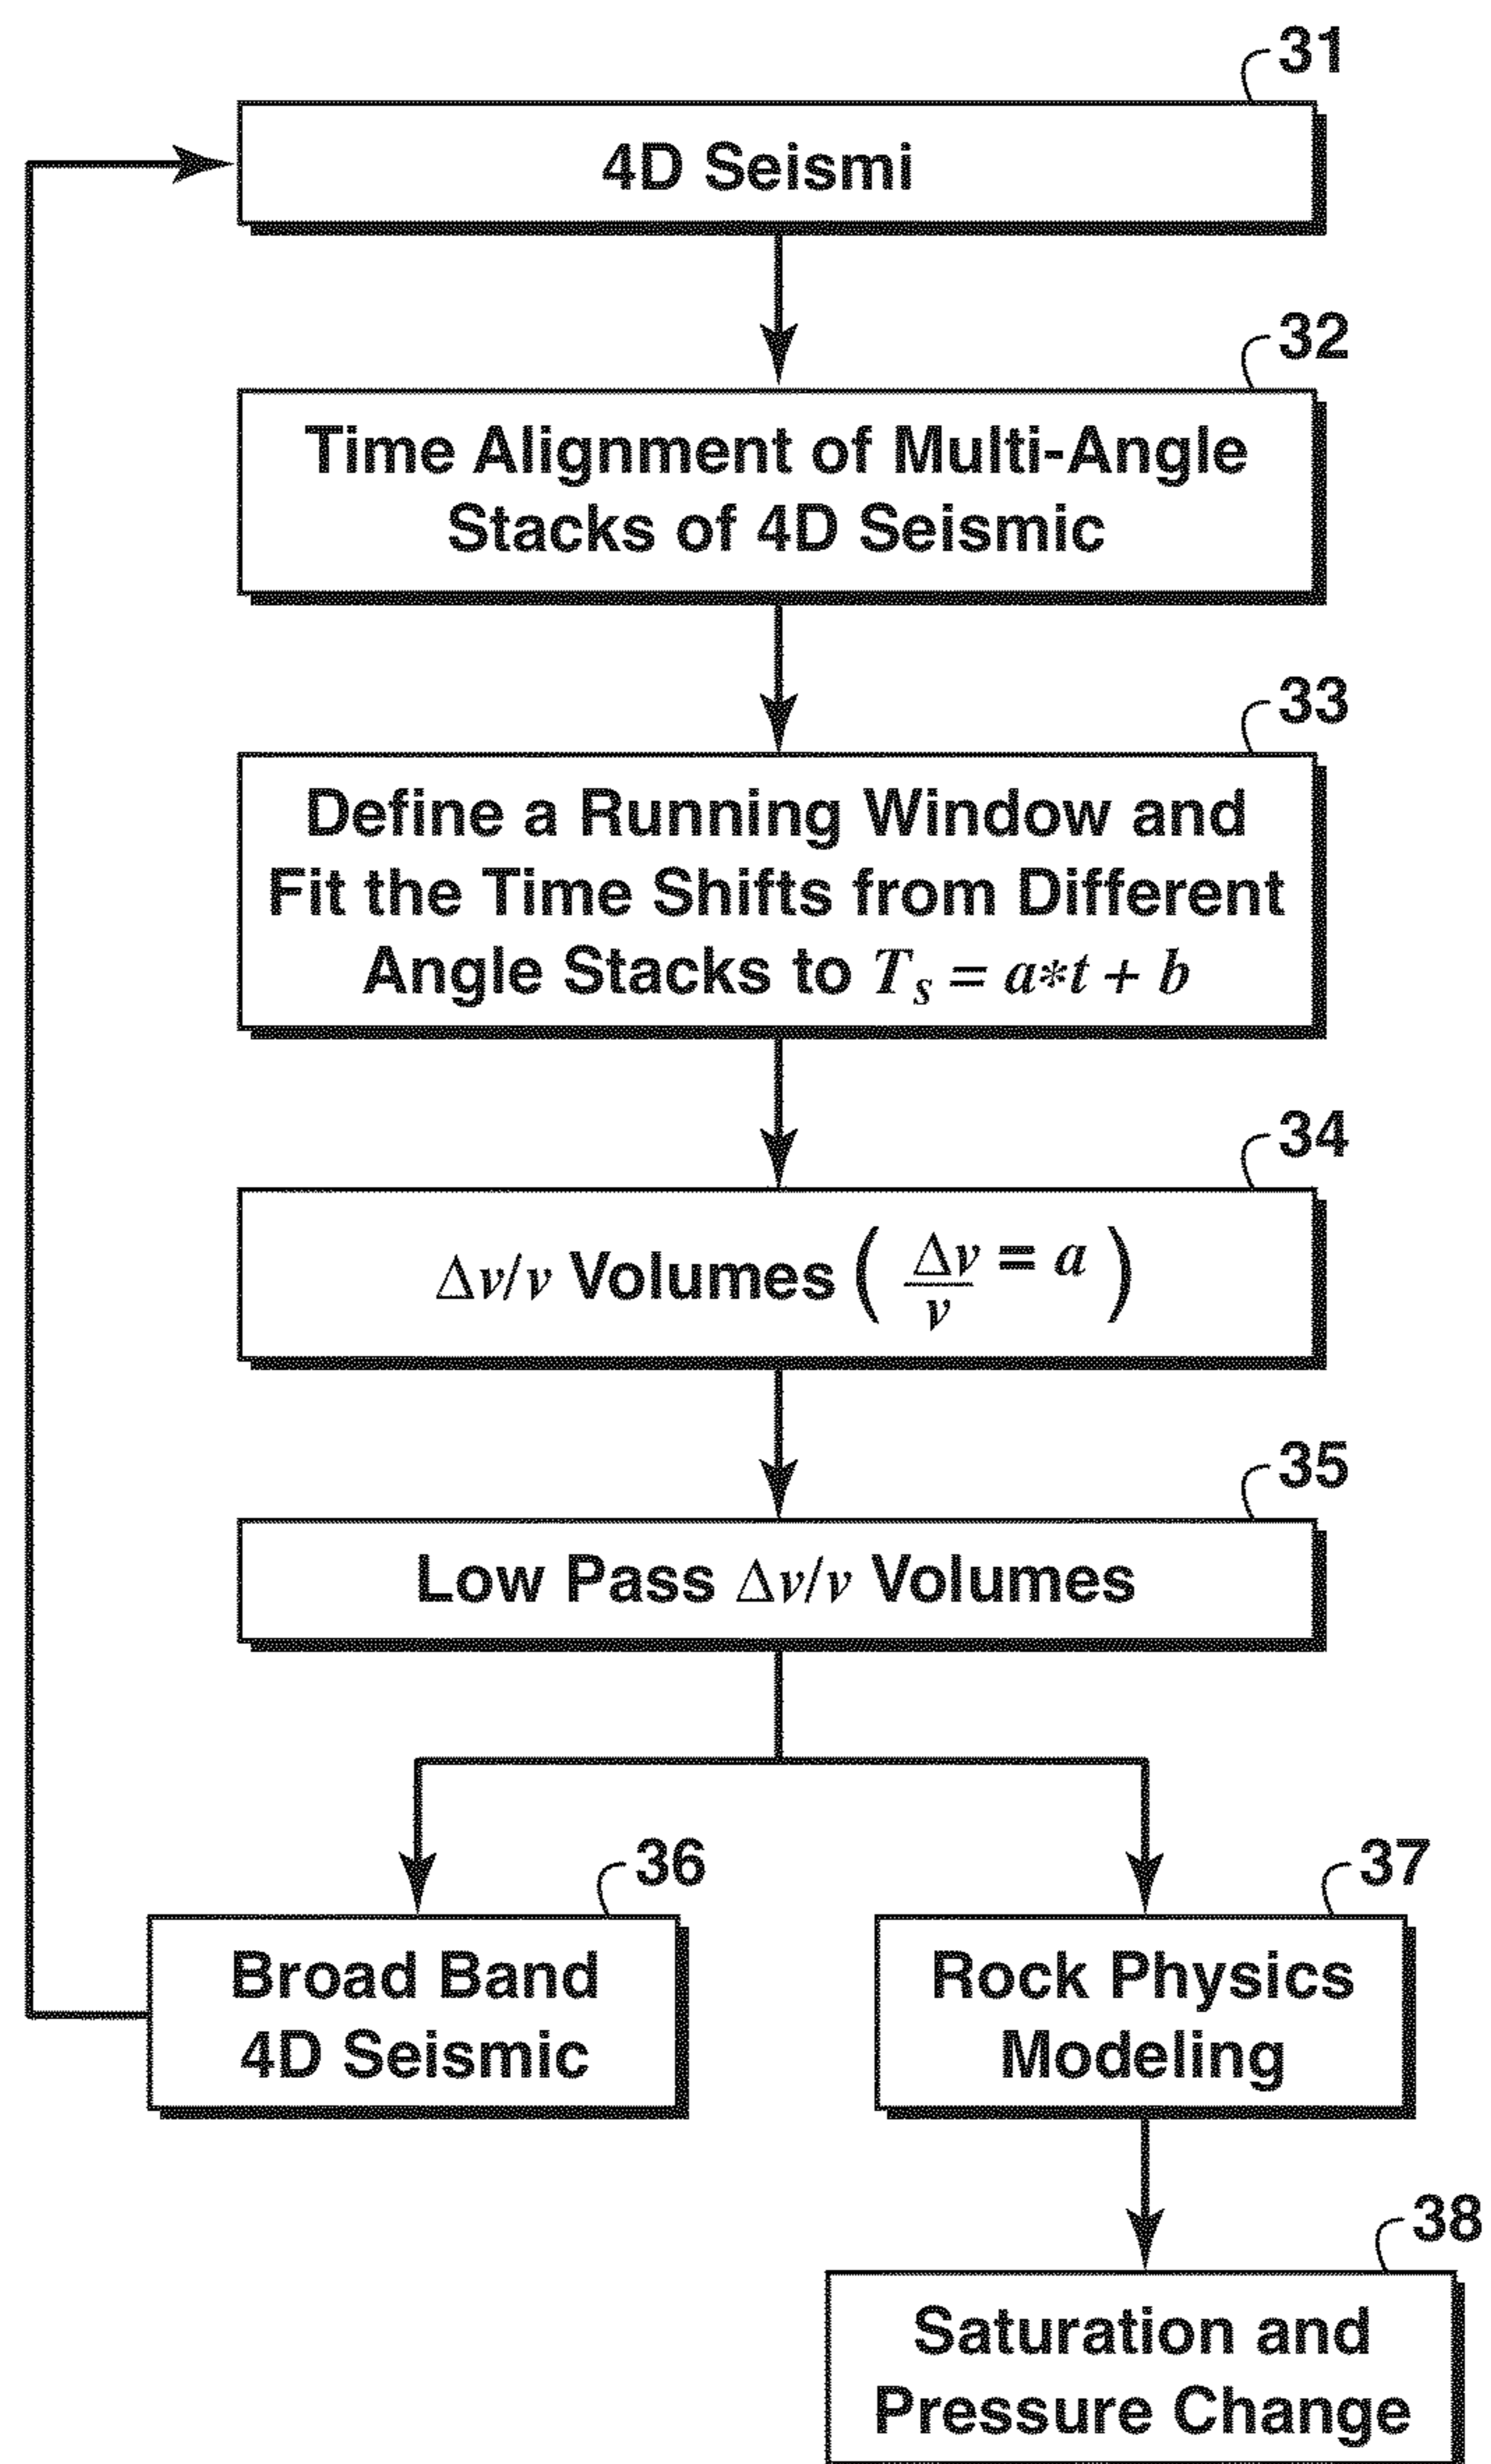 31
4D Seismi
32
Time Alignment of Multi-Angle
Stacks of 4D Seismic
33
Define a Running Window and
Fit the Time Shifts from Different
Angle Stacks to T_s = a*t + b
34
Δv/v Volumes ( Δv/v = a )
35
Low Pass Δv/v Volumes
36
Broad Band
4D Seismic
37
Rock Physics
Modeling
38
Saturation and
Pressure Change